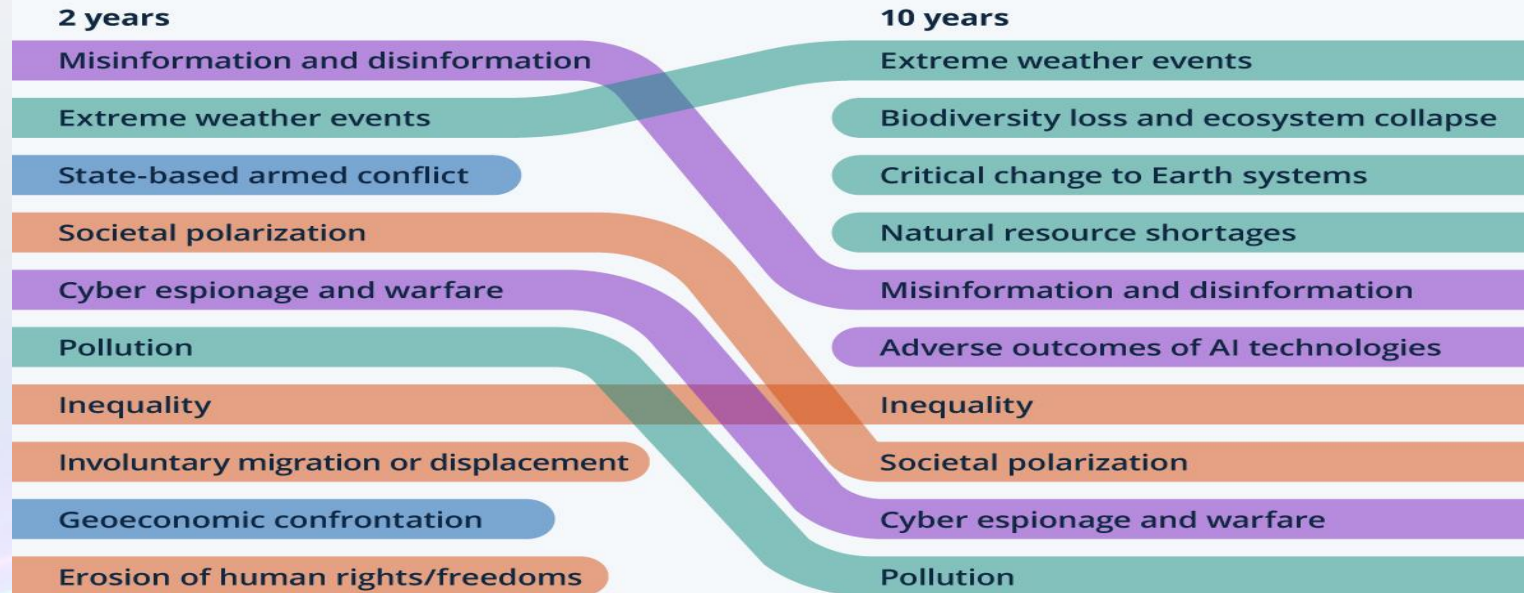 2 years
Misinformation and disinformation
Extreme weather events
State-based armed conflict
Societal polarization
Cyber espionage and warfare
Pollution
Inequality
Involuntary migration or displacement
Geoeconomic confrontation
Erosion of human rights/freedoms
10 years
Extreme weather events
Biodiversity loss and ecosystem collapse
Critical change to Earth systems
Natural resource shortages
Misinformation and disinformation
Adverse outcomes of AI technologies
Inequality
Societal polarization
Cyber espionage and warfare
Pollution